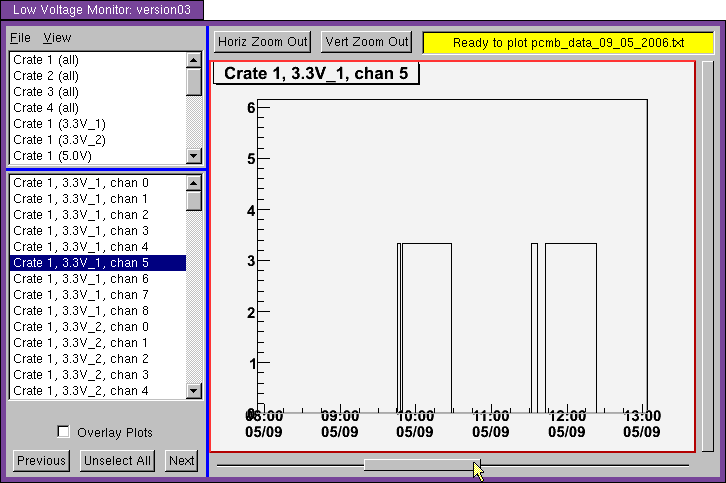 Low Voltage Monitor: version03
File View
Horiz Zoom Out Vert Zoom Out Ready to plot pcmb_data_09_05_2006.txt
Crate 1 (all)
Crate 2 (all)
Crate 3 (all)
Crate 4 (all)
Crate 1 (3.3V_1)
Crate 1 (3.3V_2)
Crate 1 (5.0V)
Crate 1, 3.3V_1, chan 0
Crate 1, 3.3V_1, chan 1
Crate 1, 3.3V_1, chan 2
Crate 1, 3.3V_1, chan 3
Crate 1, 3.3V_1, chan 4
Crate 1, 3.3V_1, chan 5
Crate 1, 3.3V_1, chan 6
Crate 1, 3.3V_1, chan 7
Crate 1, 3.3V_1, chan 8
Crate 1, 3.3V_2, chan 0
Crate 1, 3.3V_2, chan 1
Crate 1, 3.3V_2, chan 2
Crate 1, 3.3V_2, chan 3
Crate 1, 3.3V_2, chan 4
Overlay Plots
Previous Unselect All Next
Crate 1, 3.3V_1, chan 5
6
5
4
3
2
1
0
08:00 09:00 10:00 11:00 12:00 13:00
05/09 05/09 05/09 05/09 05/09 05/09